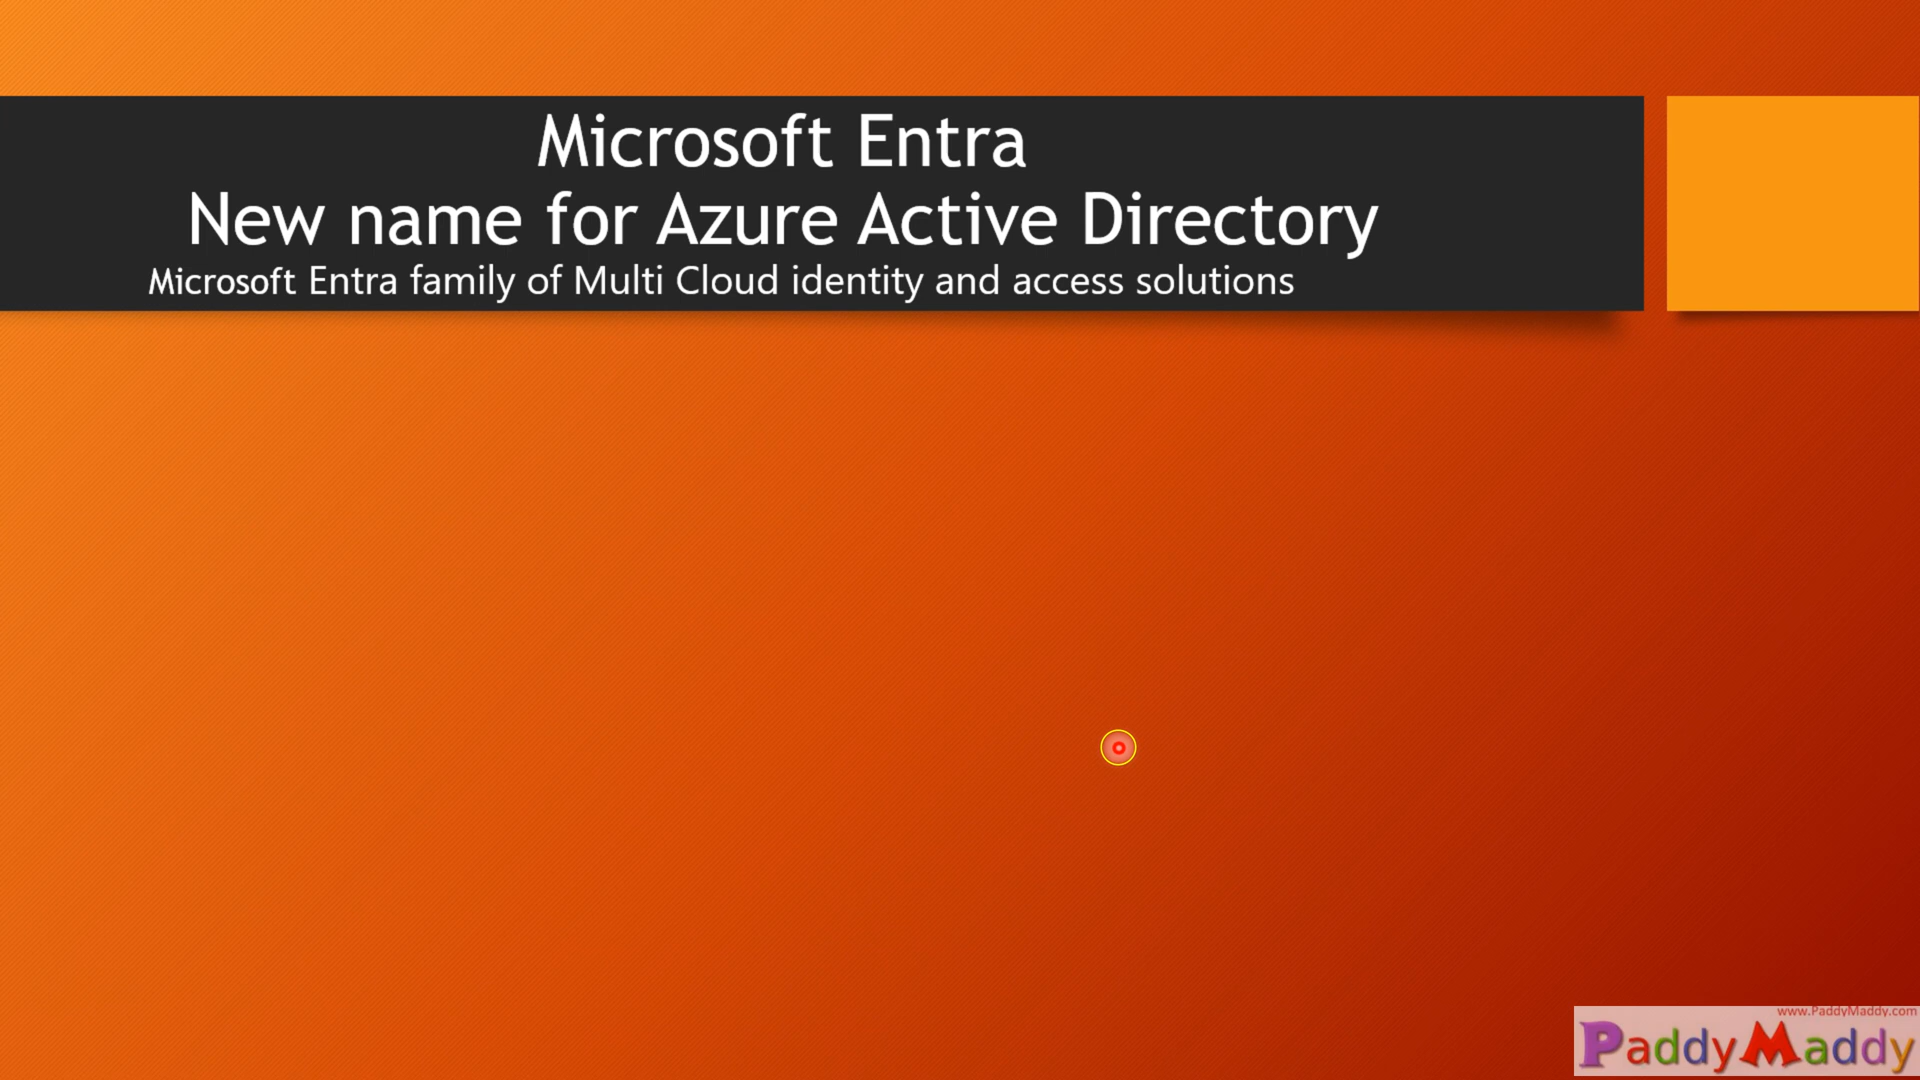 Microsoft Entra
New name for Azure Active Directory
Microsoft Entra family of Multi Cloud identity and access solutions
www.PaddyMaddy.com
PaddyMaddy